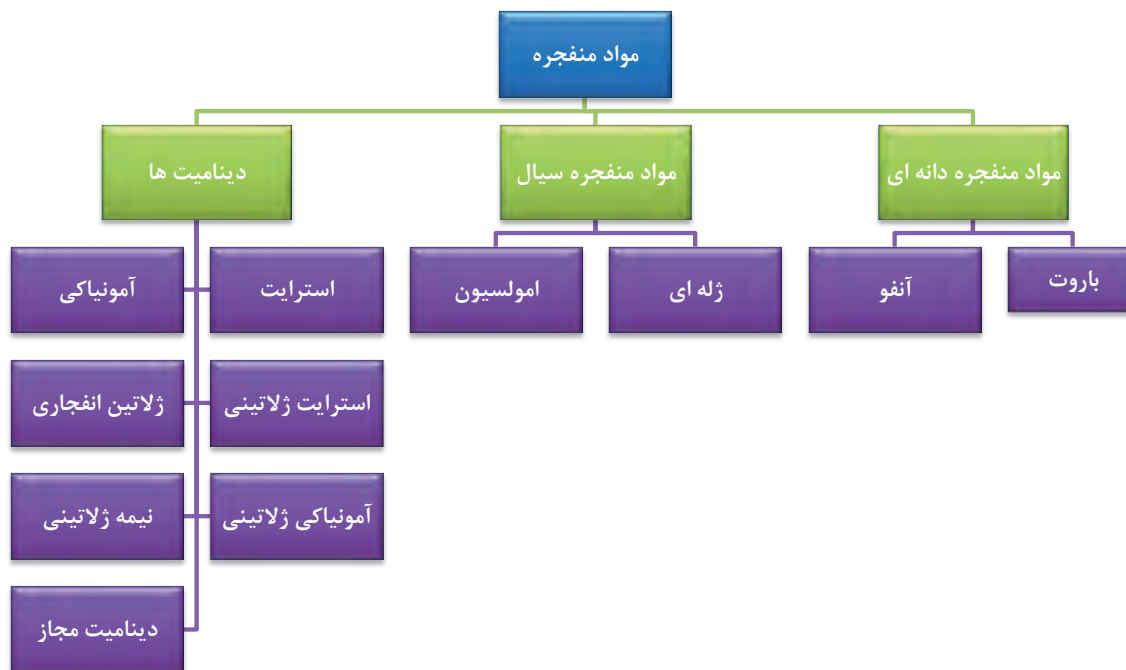 مواد منفجره
مواد منفجره دانه ای
مواد منفجره سیال
دینامیت ها
باروت
آنفو
ژله ای
امولسیون
استرایت
آمونیاکی
استرایت ژلاتینی
ژلاتین انفجاری
آمونیاکی ژلاتینی
نیمه ژلاتینی
دینامیت مجاز